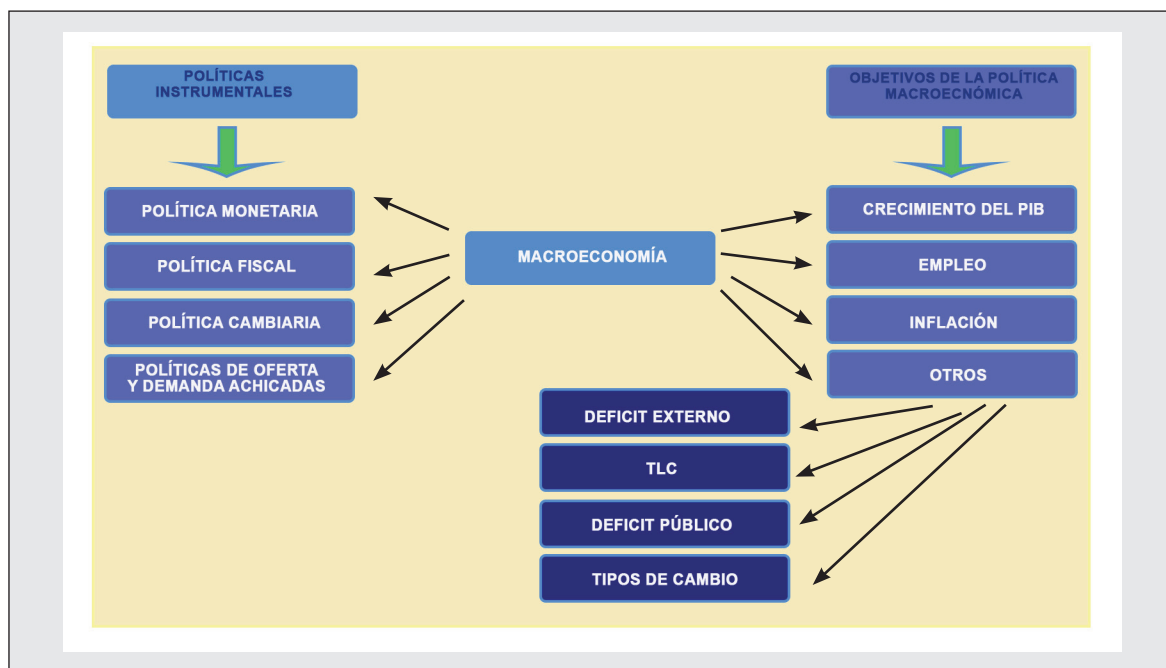 POLÍTICAS
INSTRUMENTALES
POLÍTICA MONETARIA
POLÍTICA FISCAL
POLÍTICA CAMBIARIA
POLÍTICAS DE OFERTA
Y DEMANDA ACHICADAS
MACROECONOMÍA
OBJETIVOS DE LA POLÍTICA
MACROECNÓMICA
CRECIMIENTO DEL PIB
EMPLEO
INFLACIÓN
OTROS
DEFICIT EXTERNO
TLC
DEFICIT PÚBLICO
TIPOS DE CAMBIO